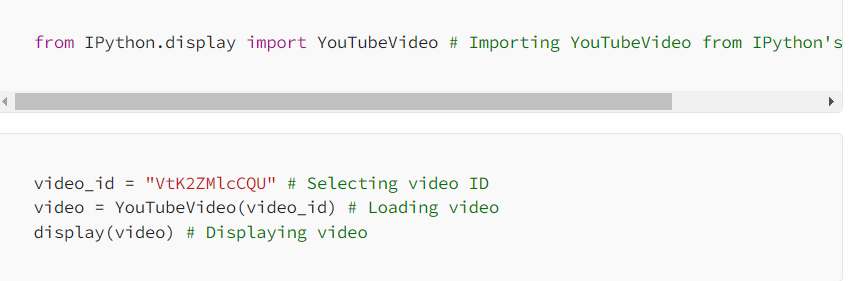 from IPython.display import YouTubeVideo # Importing YouTubeVideo from IPython's
video_id = "VtK2ZMlcCQU" # Selecting video ID
video = YouTubeVideo(video_id) # Loading video
display(video) # Displaying video